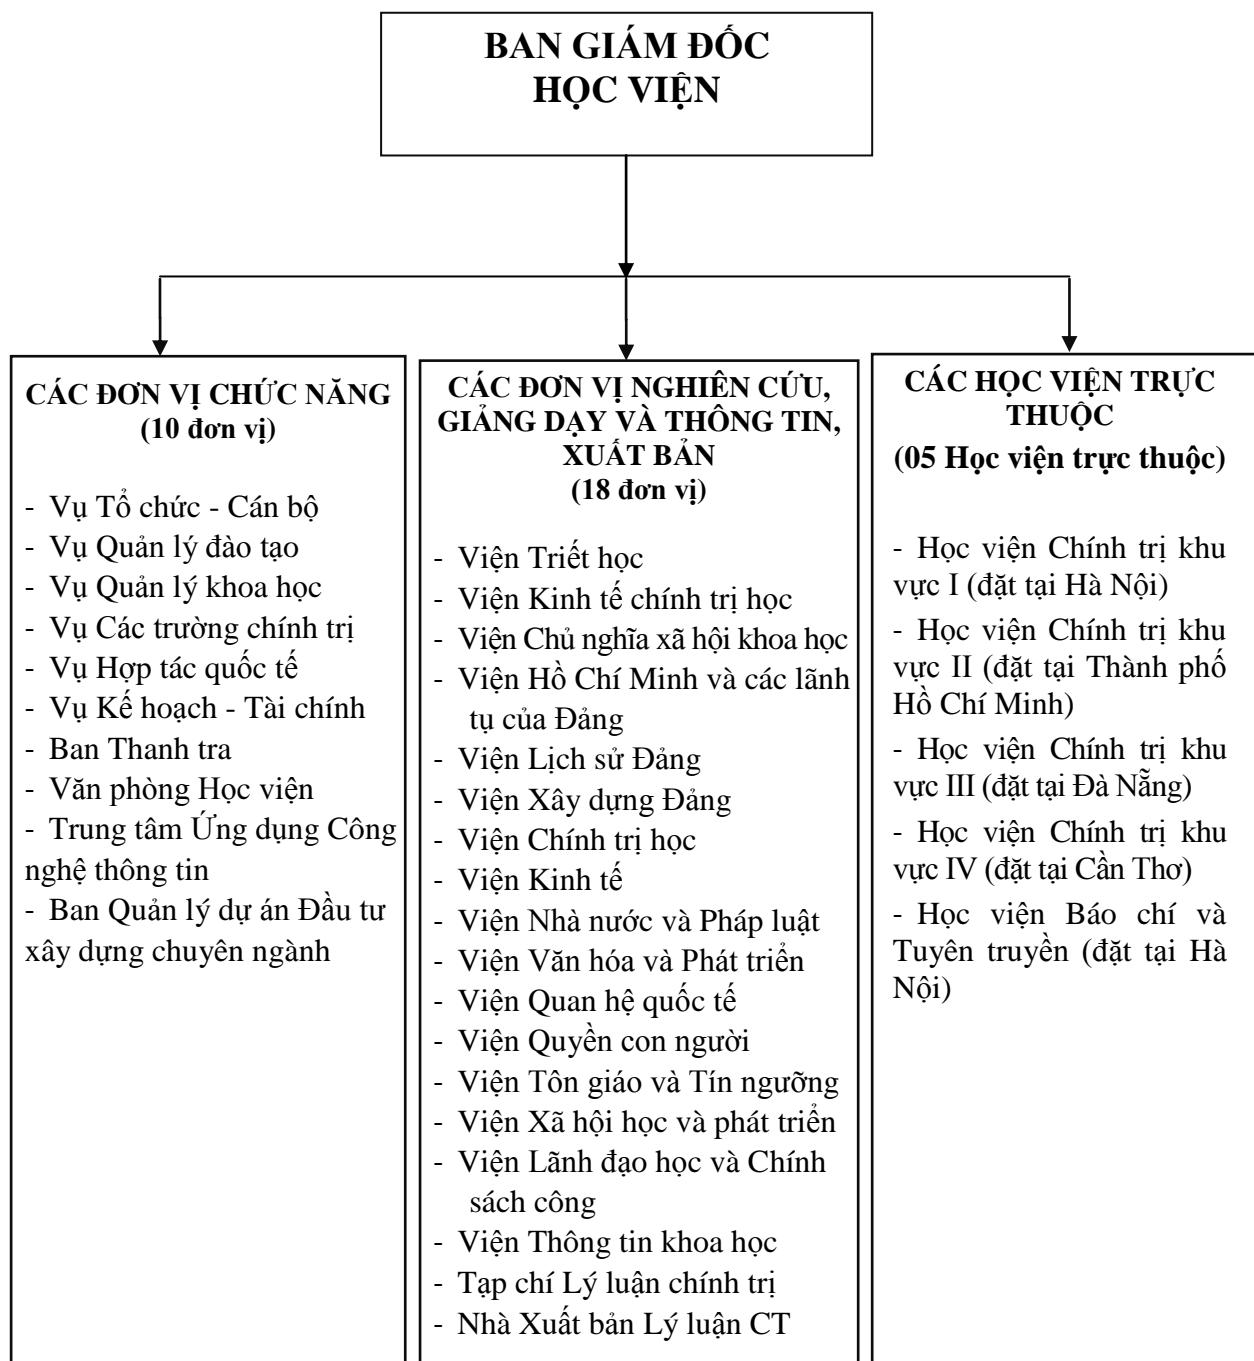 BAN GIÁM ĐỐC
HỌC VIỆN
CÁC ĐƠN VỊ CHỨC NĂNG
(10 đơn vị)
- Vụ Tổ chức - Cán bộ
- Vụ Quản lý đào tạo
- Vụ Quản lý khoa học
- Vụ Các trường chính trị
- Vụ Hợp tác quốc tế
- Vụ Kế hoạch - Tài chính
- Ban Thanh tra
- Văn phòng Học viện
- Trung tâm Ứng dụng Công
nghệ thông tin
- Ban Quản lý dự án Đầu tư
xây dựng chuyên ngành
CÁC ĐƠN VỊ NGHIÊN CỨU,
GIẢNG DẠY VÀ THÔNG TIN,
XUẤT BẢN
(18 đơn vị)
- Viện Triết học
- Viện Kinh tế chính trị học
- Viện Chủ nghĩa xã hội khoa học
- Viện Hồ Chí Minh và các lãnh
tụ của Đảng
- Viện Lịch sử Đảng
- Viện Xây dựng Đảng
- Viện Chính trị học
- Viện Kinh tế
- Viện Nhà nước và Pháp luật
- Viện Văn hóa và Phát triển
- Viện Quan hệ quốc tế
- Viện Quyền con người
- Viện Tôn giáo và Tín ngưỡng
- Viện Xã hội học và phát triển
- Viện Lãnh đạo học và Chính
sách công
- Viện Thông tin khoa học
- Tạp chí Lý luận chính trị
- Nhà Xuất bản Lý luận CT
CÁC HỌC VIỆN TRỰC
THUỘC
(05 Học viện trực thuộc)
- Học viện Chính trị khu
vực I (đặt tại Hà Nội)
- Học viện Chính trị khu
vực II (đặt tại Thành phố
Hồ Chí Minh)
- Học viện Chính trị khu
vực III (đặt tại Đà Nẵng)
- Học viện Chính trị khu
vực IV (đặt tại Cần Thơ)
- Học viện Báo chí và
Tuyên truyền (đặt tại Hà
Nội)